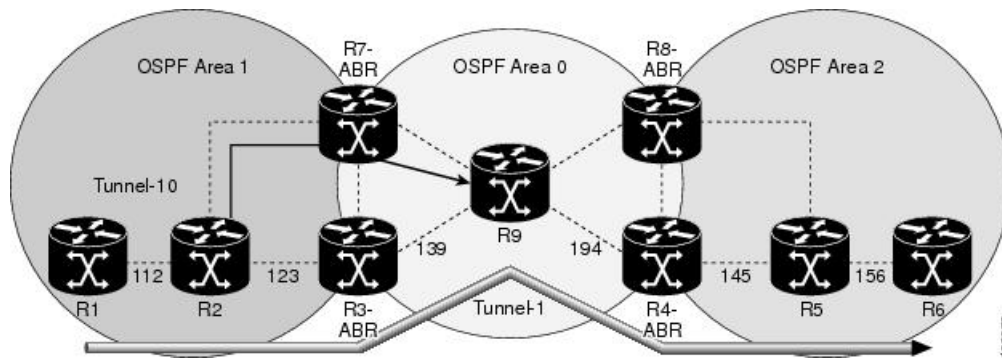 R7-
ABR
R8-
ABR
OSPF Area 1
OSPF Area 0
OSPF Area 2
Tunnel-10
R9
139
194
112
123
145
156
R1
R2
R3-
ABR
Tunnel-1
R4-
ABR
R5
R6